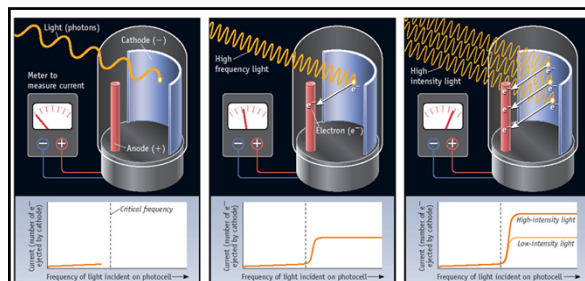 Light (photons)
Cathode (−)
Meter to
measure current
− +
Anode (+)
Current (number of e−
ejected by cathode)
Critical frequency
Frequency of light incident on photocell
High
frequency light
e−
e−
Electron (e−)
− +
Current (number of e−
ejected by cathode)
Frequency of light incident on photocell
High-
intensity light
e−
e−
e−
e−
e−
e−
− +
Current (number of e−
ejected by cathode)
High-intensity light
Low-intensity light
Frequency of light incident on photocell